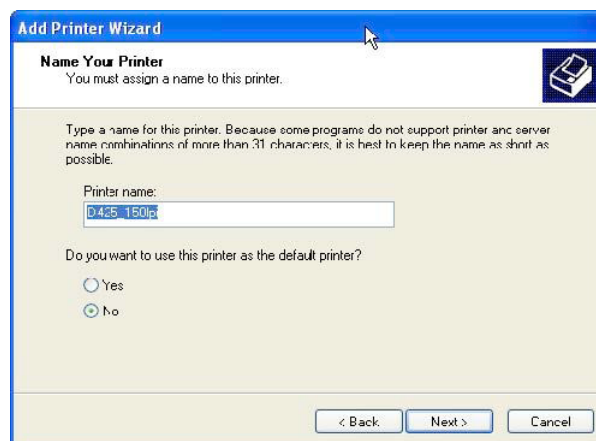 Add Printer Wizard
Name Your Printer
You must assign a name to this printer.
Type a name for this printer. Because some programs do not support printer and server
name combinations of more than 31 characters, it is best to keep the name as short as
possible.
Printer name:
D425_150lpi
Do you want to use this printer as the default printer?
Yes
No
< Back
Next >
Cancel